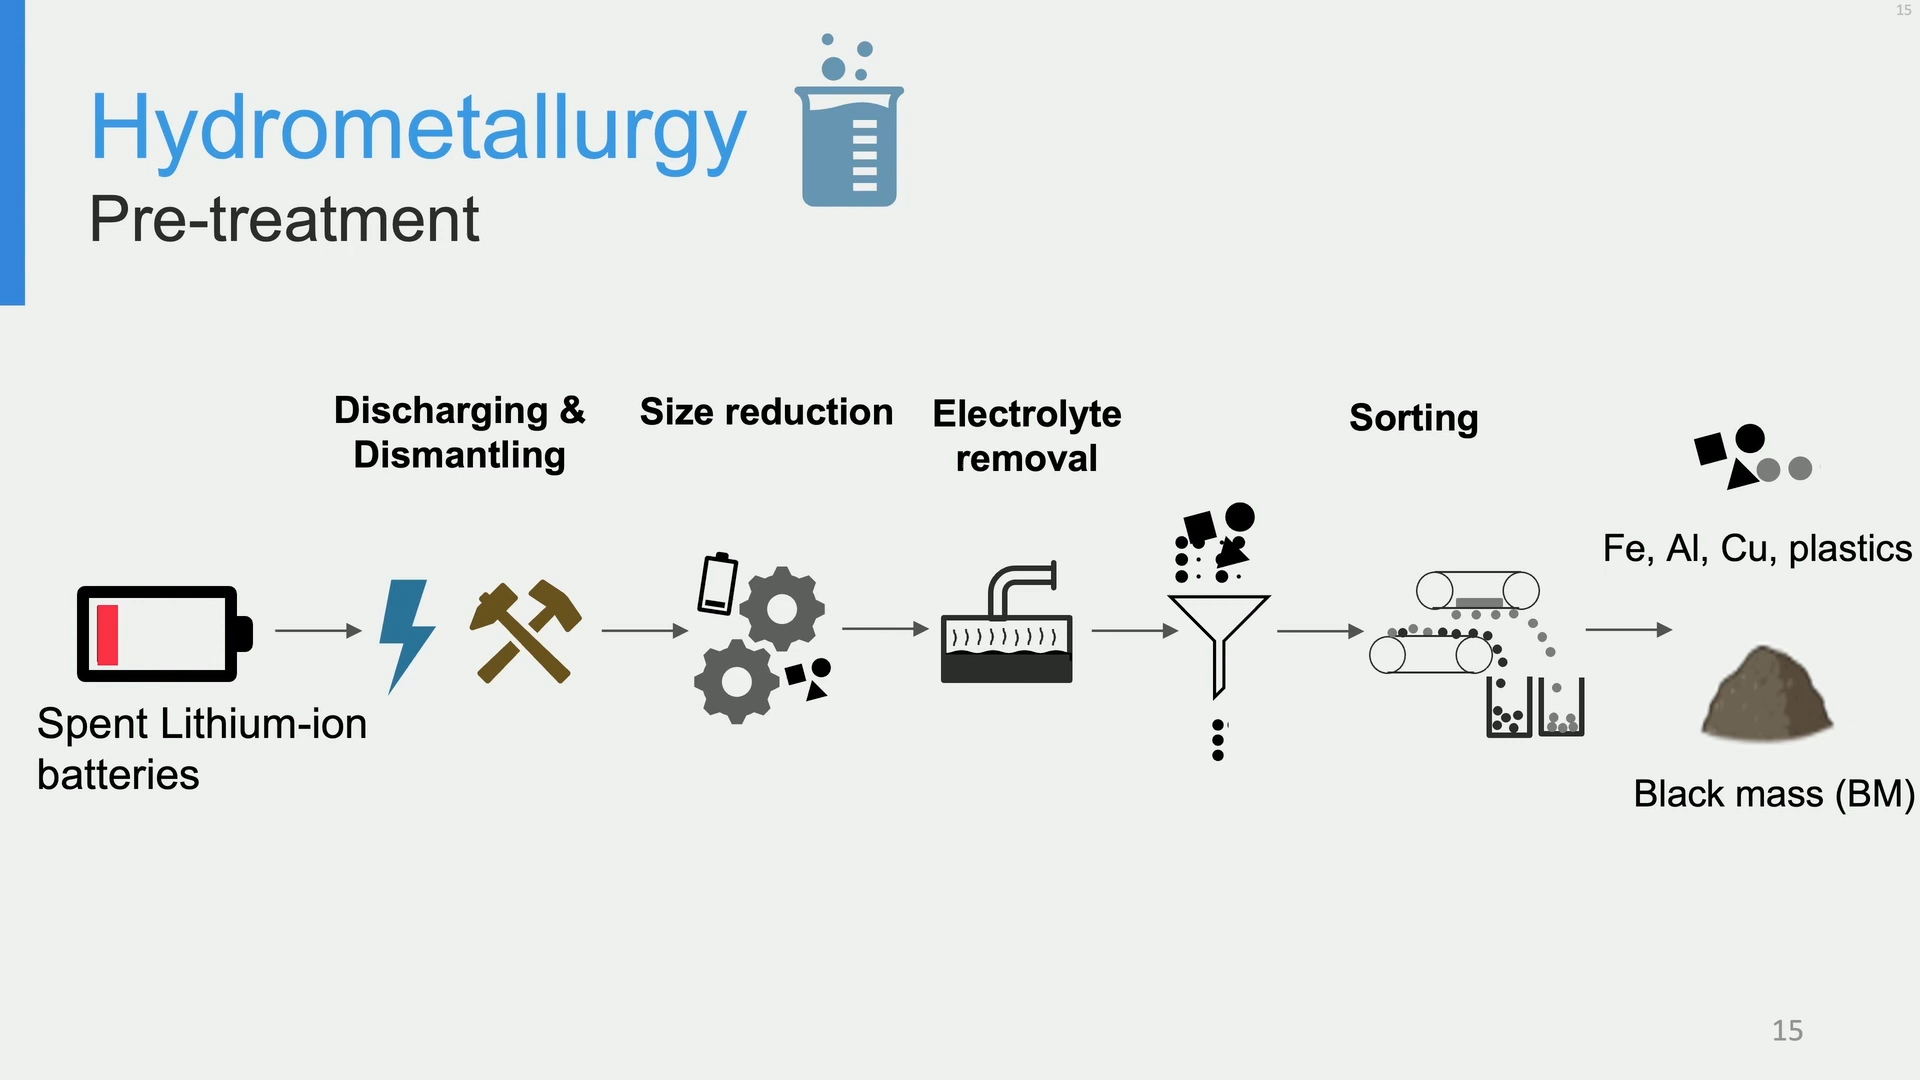 15
Hydrometallurgy
Pre-treatment
Discharging &
Dismantling
Size reduction
Electrolyte
removal
Sorting
Fe, Al, Cu, plastics
Spent Lithium-ion
batteries
Black mass (BM)
15